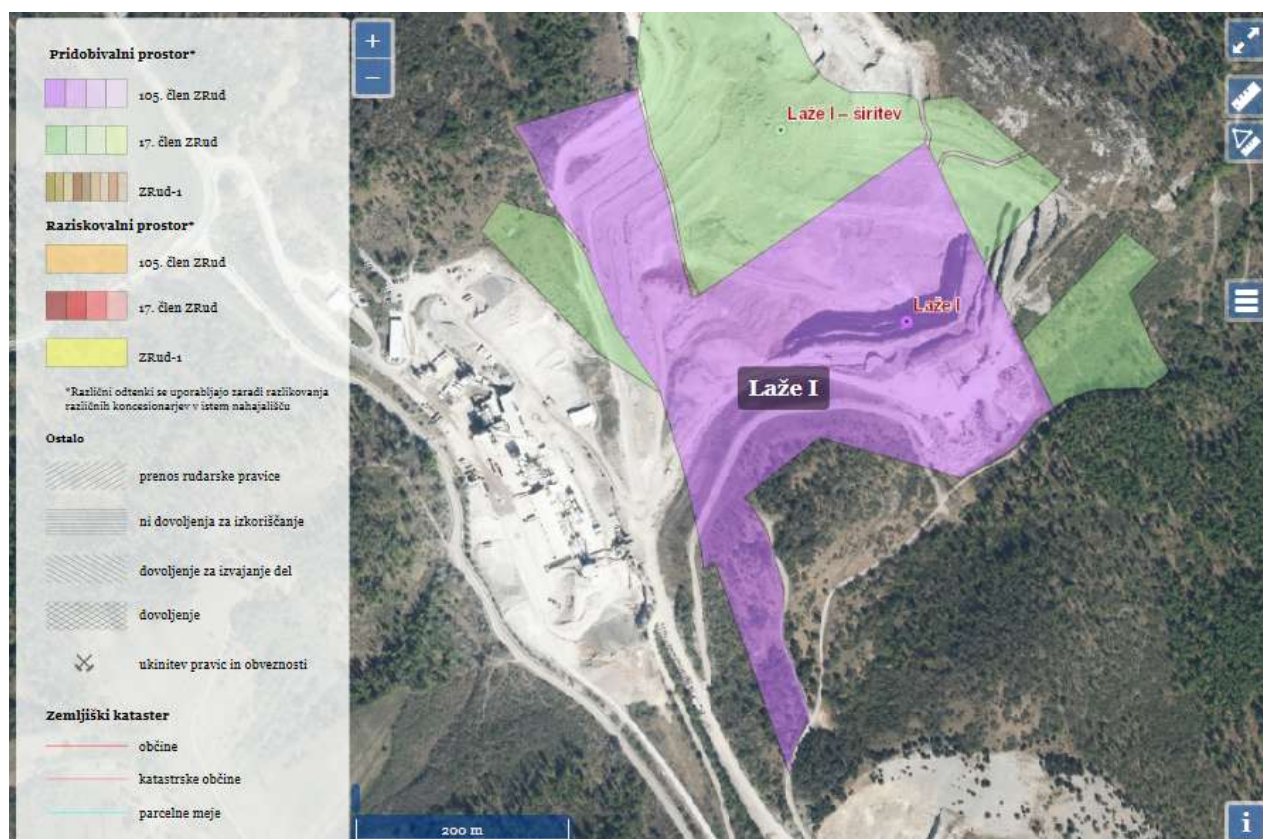 Pridobivalni prostor*
105. člen ZRud
17. člen ZRud
ZRud-1
Raziskovalni prostor*
105. člen ZRud
17. člen ZRud
ZRud-1
*Različni odtenki se uporabljajo zaradi razlikovanja
različnih koncesionarjev v istem nahajališču
Ostalo
prenos rudarske pravice
ni dovoljenja za izkoriščanje
dovoljenje za izvajanje del
dovoljenje
ukinitev pravic in obveznosti
Zemljiški kataster
občine
katastrske občine
parcelne meje
+
−
Laže I – širitev
Laže I
Laže I
200 m
i